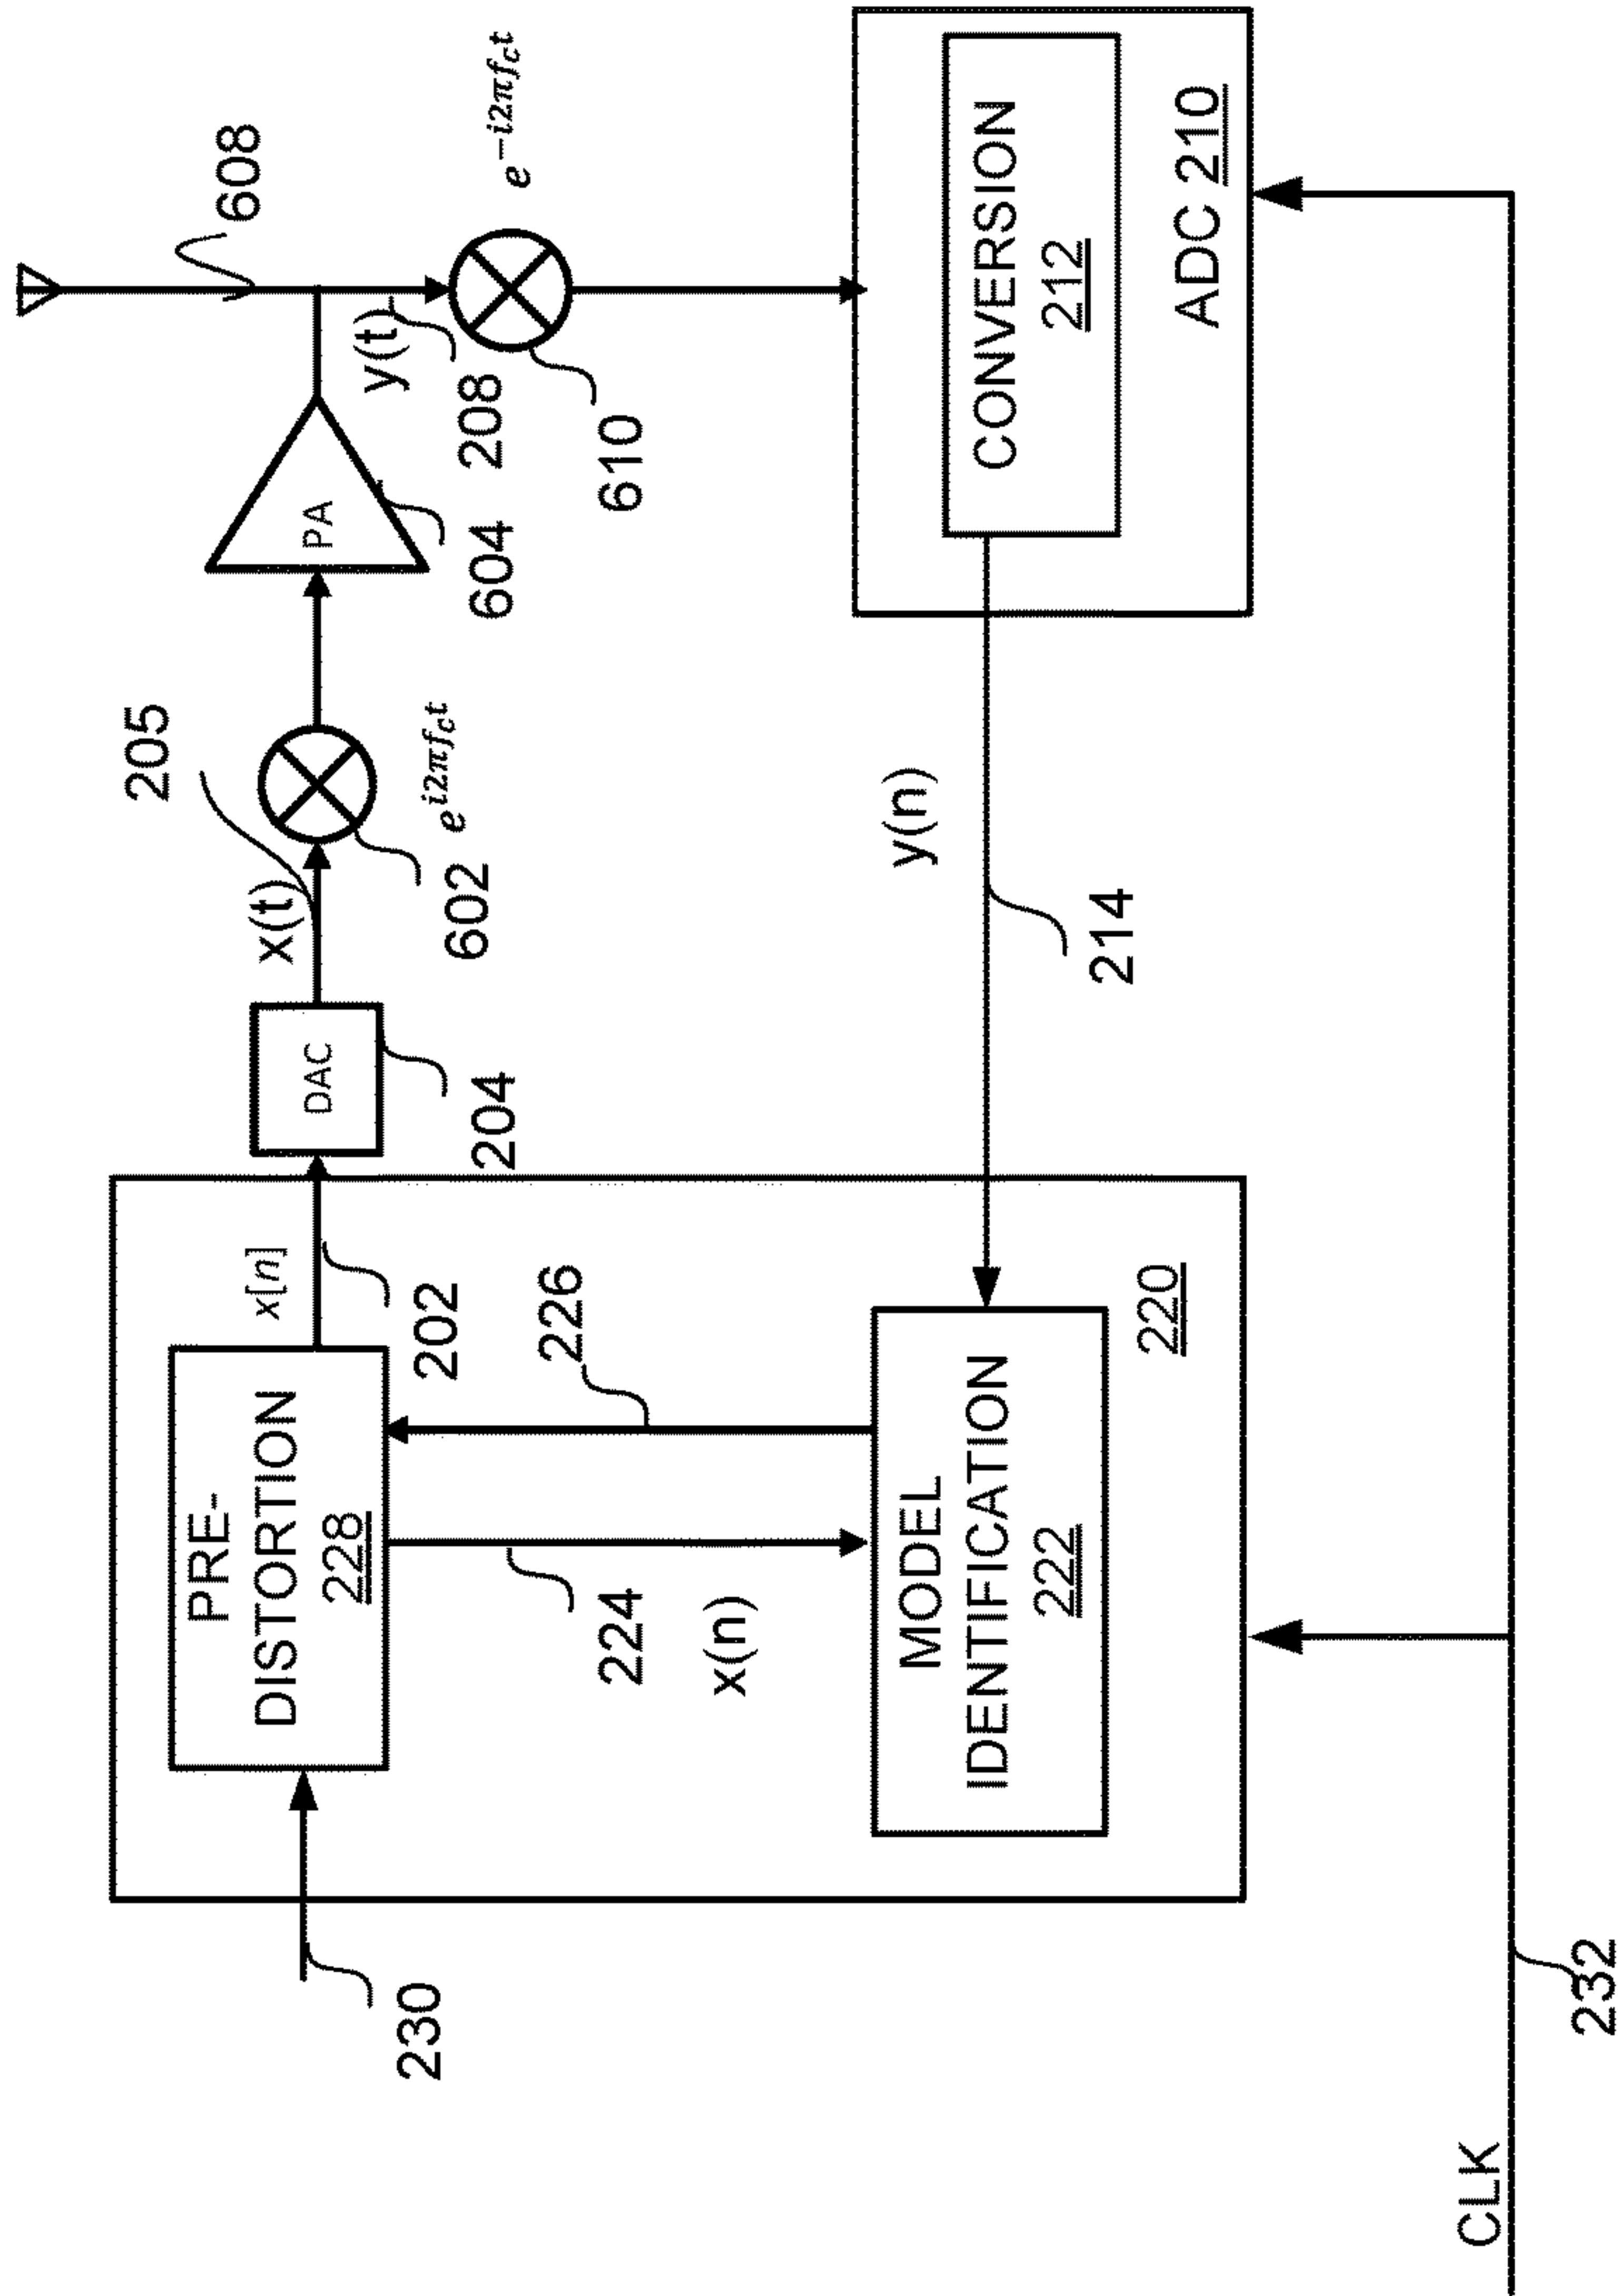 608
205
x(t)
x[n]
PRE-
DISTORTION
228
DAC
PA
y(t)
e^{-i2πf_ct}
e^{i2πf_ct}
230
202
204
602
604
208
610
226
224
x(n)
y(n)
214
MODEL
IDENTIFICATION
222
220
CONVERSION
212
ADC 210
CLK
232